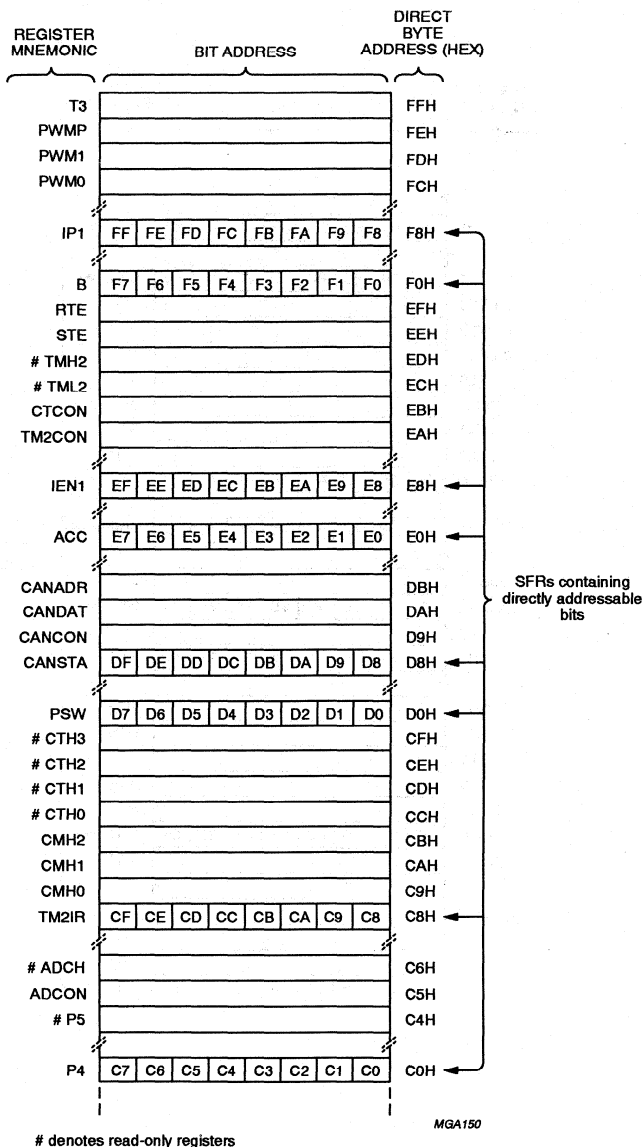 REGISTER MNEMONIC BIT ADDRESS DIRECT BYTE ADDRESS (HEX)
T3 FFH
PWMP FEH
PWM1 FDH
PWM0 FCH
IP1 FF FE FD FC FB FA F9 F8 F8H
B F7 F6 F5 F4 F3 F2 F1 F0 F0H
RTE EFH
STE EEH
# TMH2 EDH
# TML2 ECH
CTCON EBH
TM2CON EAH
IEN1 EF EE ED EC EB EA E9 E8 E8H
ACC E7 E6 E5 E4 E3 E2 E1 E0 E0H
CANADR DBH
CANDAT DAH
CANCON D9H
CANSTA DF DE DD DC DB DA D9 D8 D8H
SFRs containing
directly addressable
bits
PSW D7 D6 D5 D4 D3 D2 D1 D0 D0H
# CTH3 CFH
# CTH2 CEH
# CTH1 CDH
# CTH0 CCH
CMH2 CBH
CMH1 CAH
CMH0 C9H
TM2IR CF CE CD CC CB CA C9 C8 C8H
# ADCH C6H
ADCON C5H
# P5 C4H
P4 C7 C6 C5 C4 C3 C2 C1 C0 C0H
MGA150
# denotes read-only registers